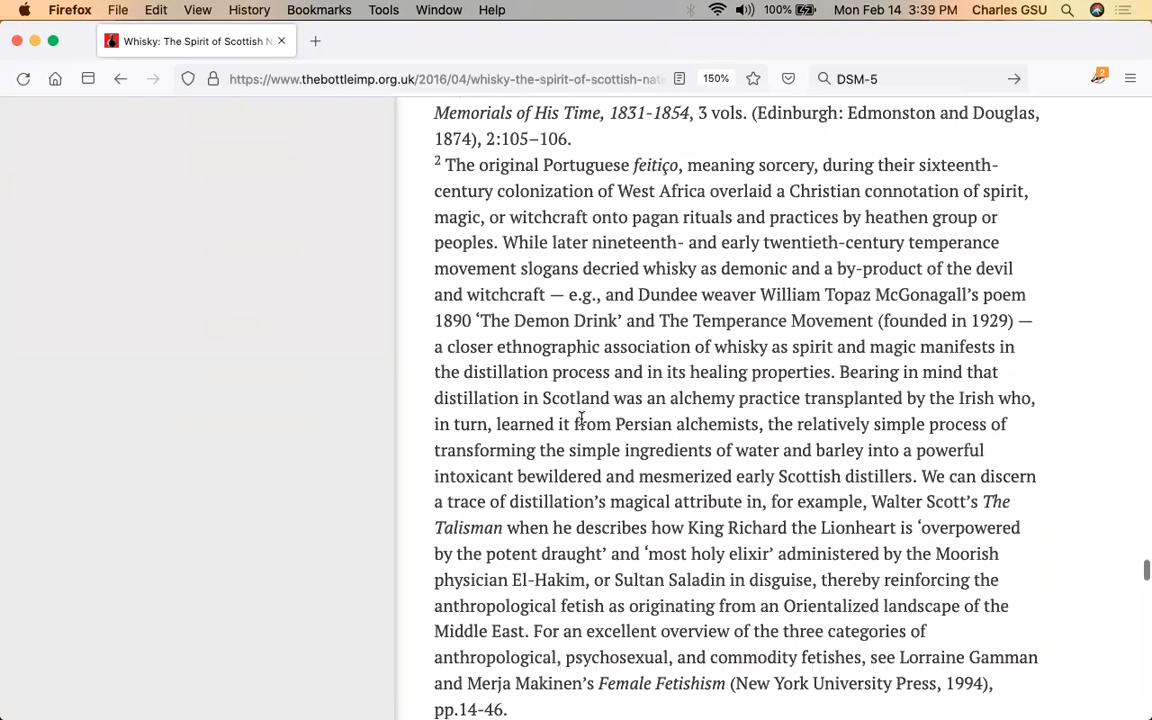 Firefox File Edit View History Bookmarks Tools Window Help 100% Mon Feb 14 3:39 PM Charles GSU
Whisky: The Spirit of Scottish N
https://www.thebottleimp.org.uk/2016/04/whisky-the-spirit-of-scottish-nat 150% DSM-5 2
Memorials of His Time, 1831-1854, 3 vols. (Edinburgh: Edmonston and Douglas,
1874), 2:105–106.
2 The original Portuguese feitiço, meaning sorcery, during their sixteenth-
century colonization of West Africa overlaid a Christian connotation of spirit,
magic, or witchcraft onto pagan rituals and practices by heathen group or
peoples. While later nineteenth- and early twentieth-century temperance
movement slogans decried whisky as demonic and a by-product of the devil
and witchcraft — e.g., and Dundee weaver William Topaz McGonagall’s poem
1890 ‘The Demon Drink’ and The Temperance Movement (founded in 1929) —
a closer ethnographic association of whisky as spirit and magic manifests in
the distillation process and in its healing properties. Bearing in mind that
distillation in Scotland was an alchemy practice transplanted by the Irish who,
in turn, learned it from Persian alchemists, the relatively simple process of
transforming the simple ingredients of water and barley into a powerful
intoxicant bewildered and mesmerized early Scottish distillers. We can discern
a trace of distillation’s magical attribute in, for example, Walter Scott’s The
Talisman when he describes how King Richard the Lionheart is ‘overpowered
by the potent draught’ and ‘most holy elixir’ administered by the Moorish
physician El-Hakim, or Sultan Saladin in disguise, thereby reinforcing the
anthropological fetish as originating from an Orientalized landscape of the
Middle East. For an excellent overview of the three categories of
anthropological, psychosexual, and commodity fetishes, see Lorraine Gamman
and Merja Makinen’s Female Fetishism (New York University Press, 1994),
pp.14-46.